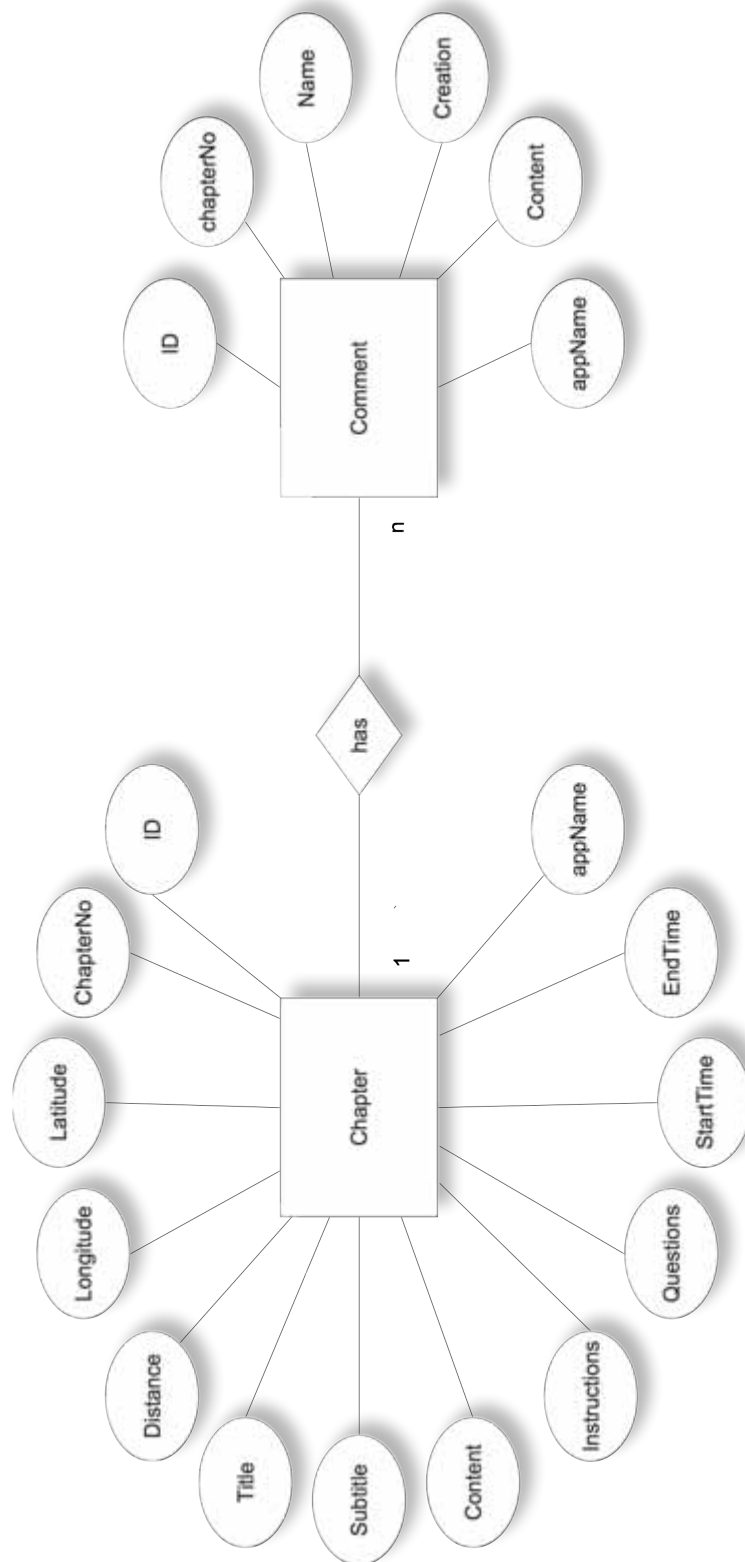 Latitude
Longitude
ChapterNo
Distance
ID
Title
Subtitle
Chapter
1
has
n
Comment
ID
chapterNo
Name
Creation
Content
appName
Content
Instructions
Questions
StartTime
EndTime
appName